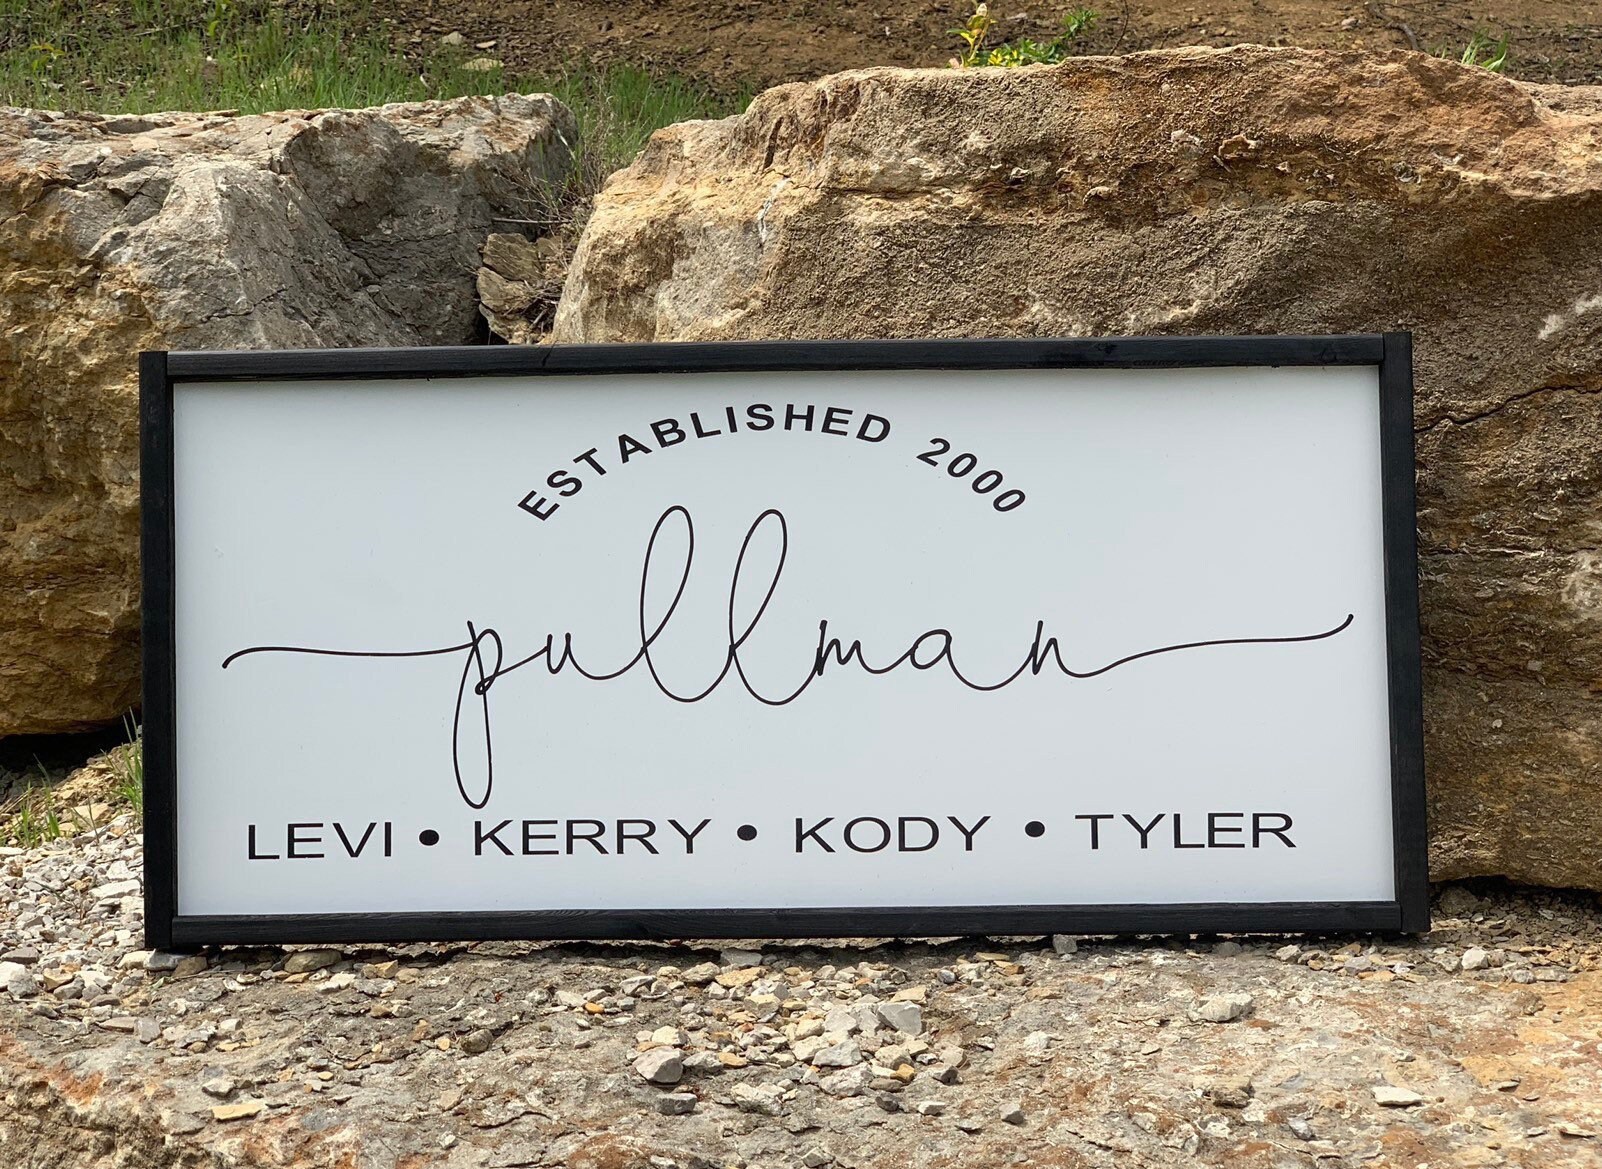 ESTABLISHED 2000
pullman
LEVI • KERRY • KODY • TYLER